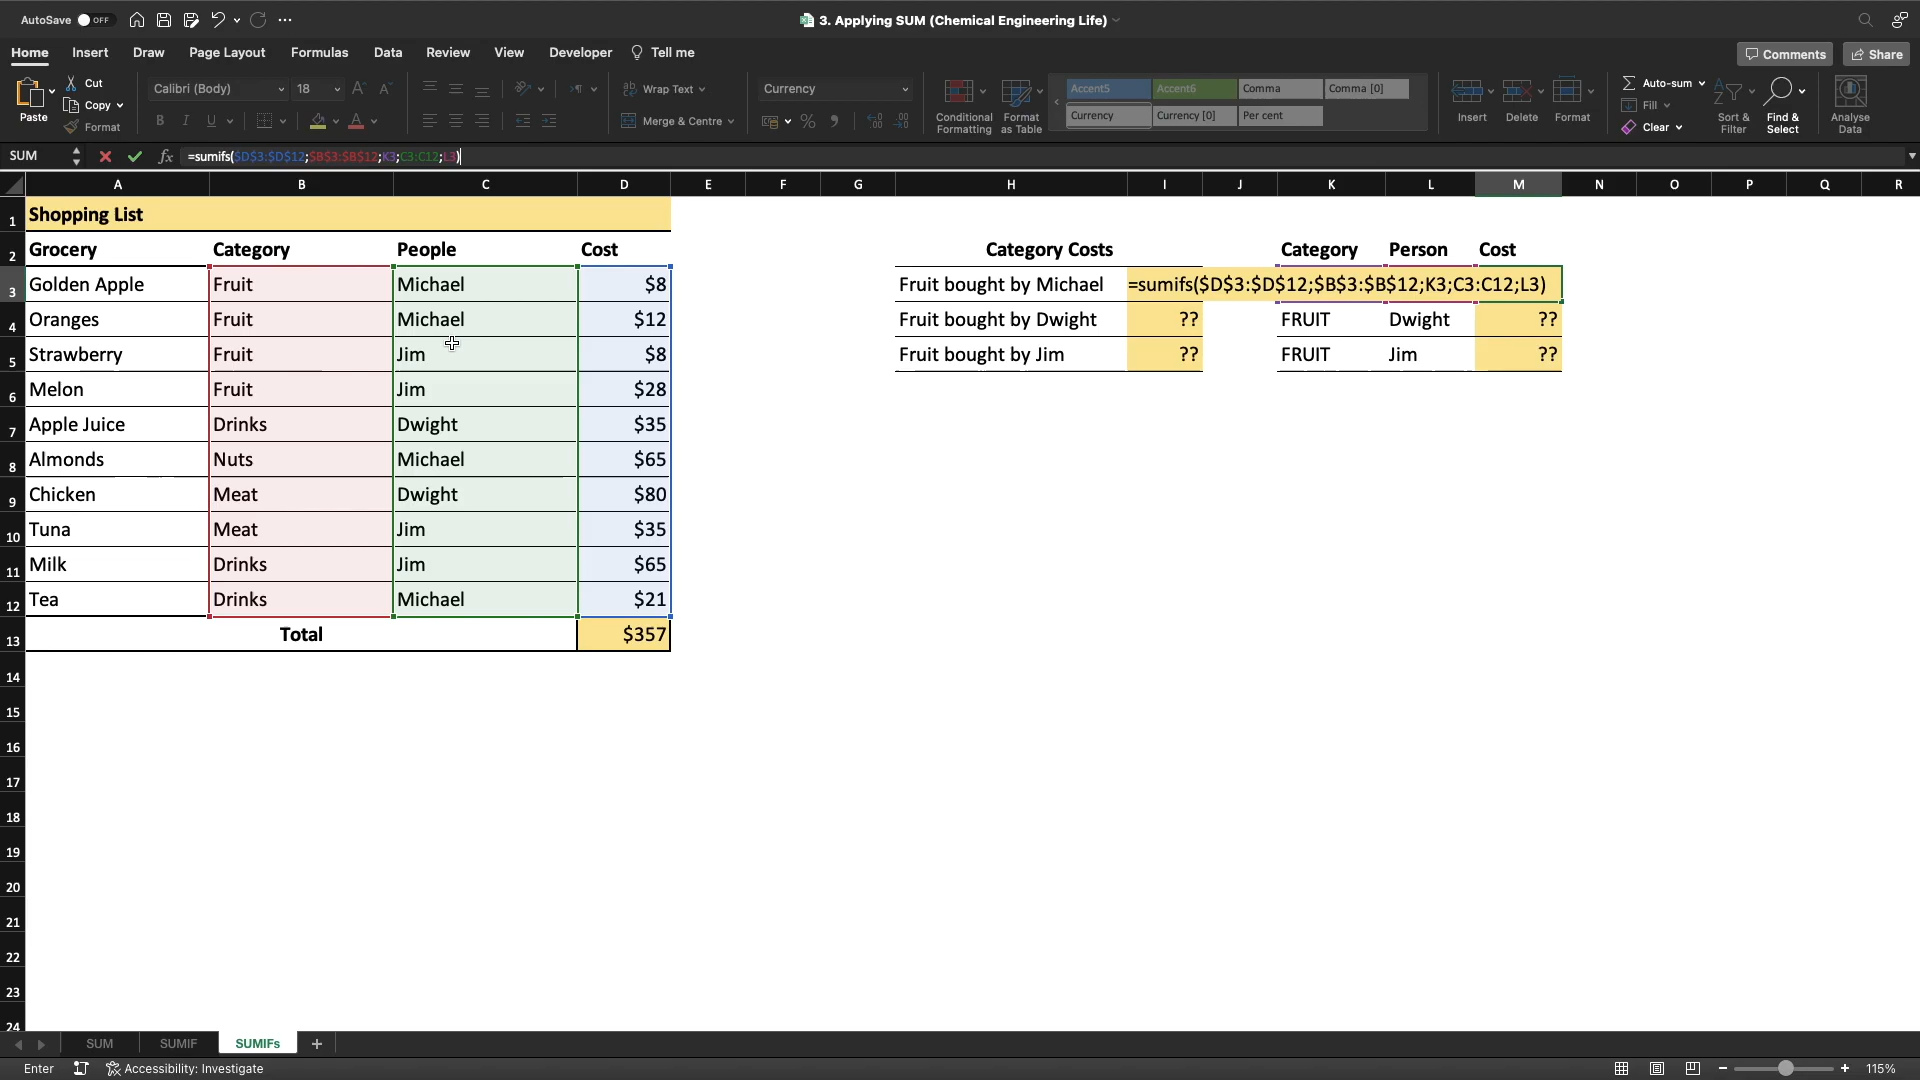 AutoSave OFF
3. Applying SUM (Chemical Engineering Life)
Home Insert Draw Page Layout Formulas Data Review View Developer Tell me
Comments Share
Paste Cut Copy Format
Calibri (Body) 18
B I U A
Wrap Text
Merge & Centre
Currency
% 
Conditional Formatting
Format as Table
Accent5 Accent6 Comma Comma [0]
Currency Currency [0] Per cent
Insert Delete Format
Auto-sum
Fill
Clear
Sort & Filter
Find & Select
Analyse Data
SUM fx =sumifs($D$3:$D$12;$B$3:$B$12;K3;C3:C12;L3)
A B C D E F G H I J K L M N O P Q R
1 Shopping List
2 Grocery Category People Cost Category Costs Category Person Cost
3 Golden Apple Fruit Michael $8 Fruit bought by Michael =sumifs($D$3:$D$12;$B$3:$B$12;K3;C3:C12;L3)
4 Oranges Fruit Michael $12 Fruit bought by Dwight ?? FRUIT Dwight ??
5 Strawberry Fruit Jim $8 Fruit bought by Jim ?? FRUIT Jim ??
6 Melon Fruit Jim $28
7 Apple Juice Drinks Dwight $35
8 Almonds Nuts Michael $65
9 Chicken Meat Dwight $80
10 Tuna Meat Jim $35
11 Milk Drinks Jim $65
12 Tea Drinks Michael $21
13 Total $357
14
15
16
17
18
19
20
21
22
23
24
SUM SUMIF SUMIFs +
Enter Accessibility: Investigate 115%